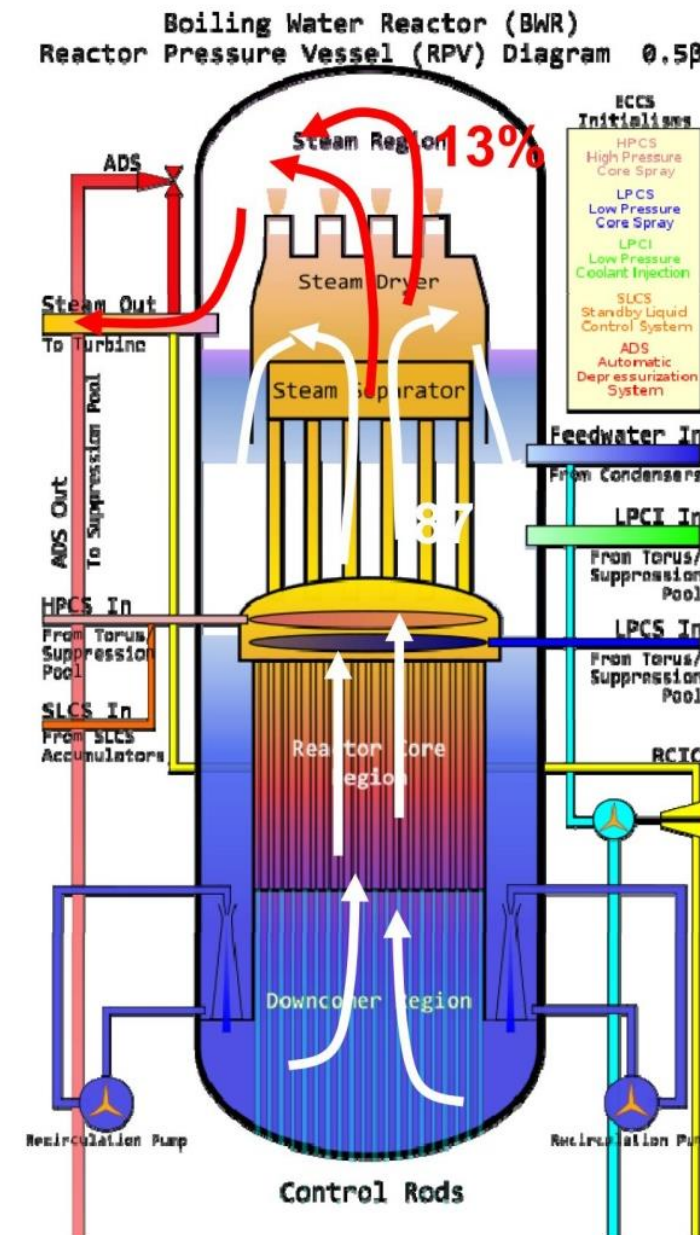 Boiling Water Reactor (BWR)
Reactor Pressure Vessel (RPV) Diagram 0.5β
ECCS
Initialisms
HPCS
High Pressure
Core Spray
LPCS
Low Pressure
Core Spray
LPCI
Low Pressure
Coolant Injection
SLCS
Standby Liquid
Control System
ADS
Automatic
Depressurization
System
Steam Region
13%
ADS
Steam Dryer
Steam Out
To Turbine
Steam Separator
Feedwater In
From Condensers
ADS Out
To Suppression Pool
87
LPCI In
From Torus/
Suppression
Pool
HPCS In
From Torus/
Suppression
Pool
LPCS In
From Torus/
Suppression
Pool
SLCS In
From SLCS
Accumulators
Reactor Core
Region
RCIC
Downcomer Region
Recirculation Pump
Recirculation Pu
Control Rods